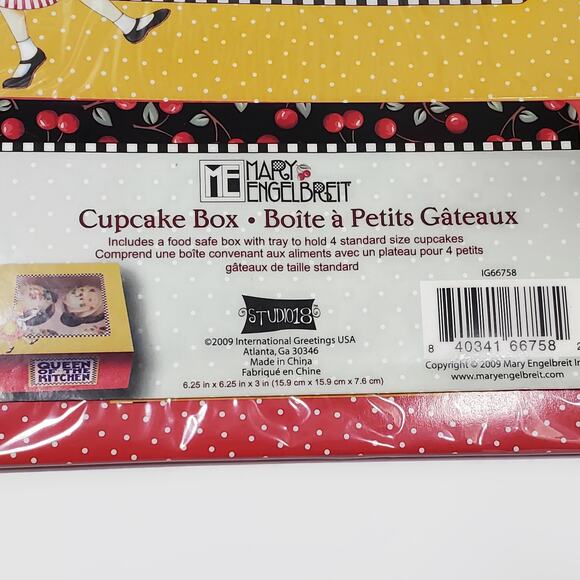 ME MARY
ENGELBREIT
Cupcake Box • Boîte à Petits Gâteaux
Includes a food safe box with tray to hold 4 standard size cupcakes
Comprend une boîte convenant aux aliments avec un plateau pour 4 petits
gâteaux de taille standard
IG66758
STUDIO18
©2009 International Greetings USA
Atlanta, Ga 30346
Made in China
Fabriqué en Chine
6.25 in x 6.25 in x 3 in (15.9 cm x 15.9 cm x 7.6 cm)
8 40341 66758 2
Copyright © 2009 Mary Engelbreit In
www.maryengelbreit.com
QUEEN
OF THE
KITCHEN